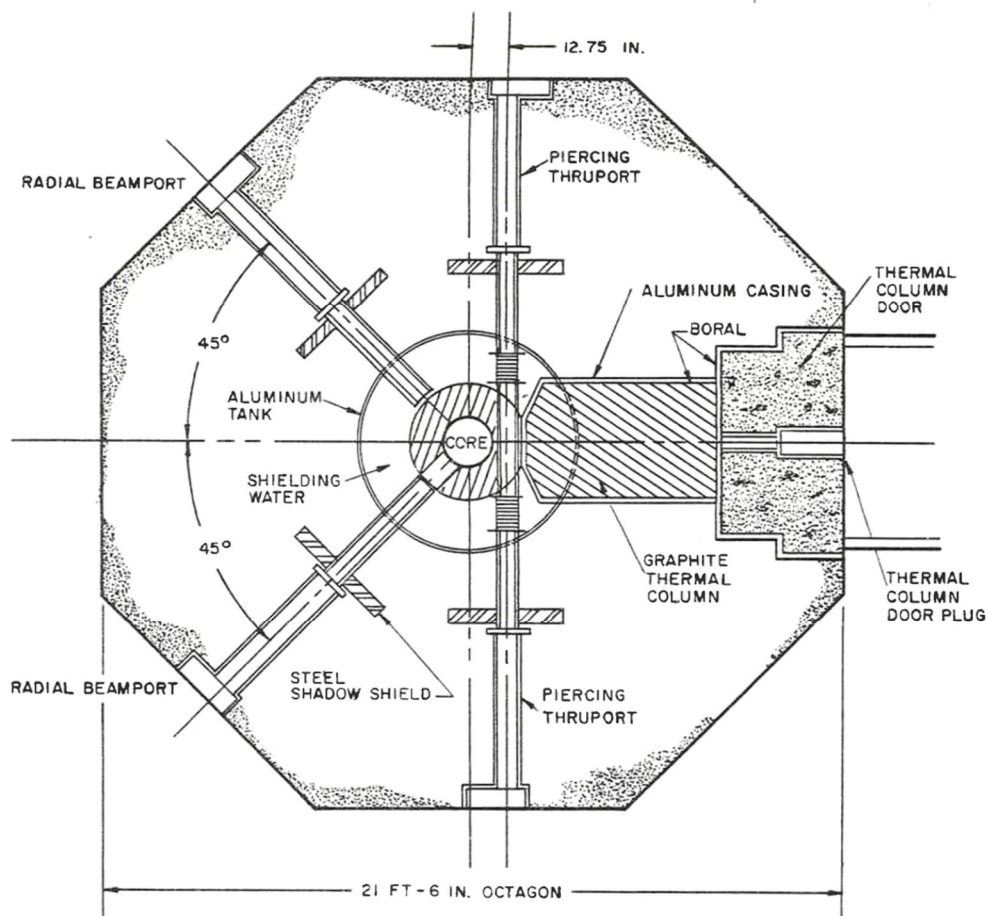 12.75 IN.
RADIAL BEAMPORT
PIERCING
THRUPORT
THERMAL
COLUMN
DOOR
ALUMINUM CASING
BORAL
45°
ALUMINUM
TANK
CORE
SHIELDING
WATER
45°
GRAPHITE
THERMAL
COLUMN
THERMAL
COLUMN
DOOR PLUG
RADIAL BEAMPORT
STEEL
SHADOW SHIELD
PIERCING
THRUPORT
21 FT-6 IN. OCTAGON